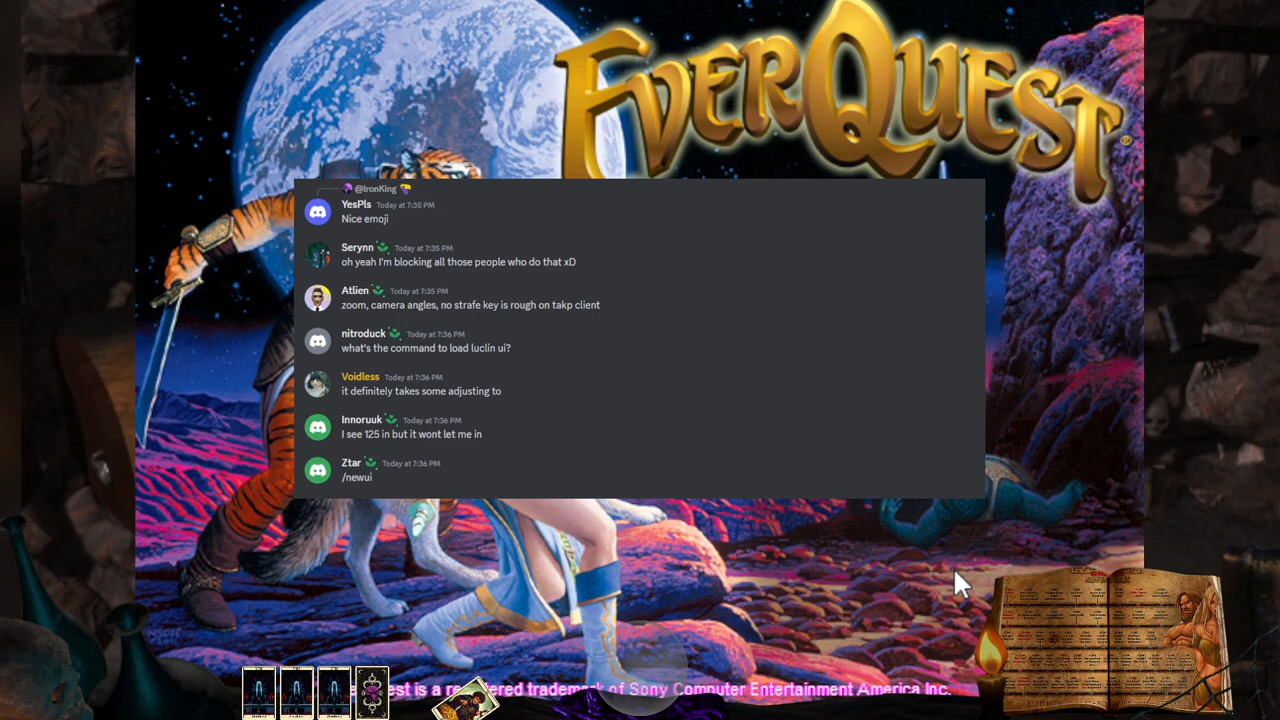 EverQuest®
@IronKing
YesPls Today at 7:35 PM
Nice emoji
Serynn Today at 7:35 PM
oh yeah I'm blocking all those people who do that xD
Atlien Today at 7:35 PM
zoom, camera angles, no strafe key is rough on takp client
nitroduck Today at 7:36 PM
what's the command to load luclin ui?
Voidless Today at 7:36 PM
it definitely takes some adjusting to
Innoruuk Today at 7:36 PM
I see 125 in but it wont let me in
Ztar Today at 7:36 PM
/newui
is a trademark of Sony Computer Entertainment America Inc.